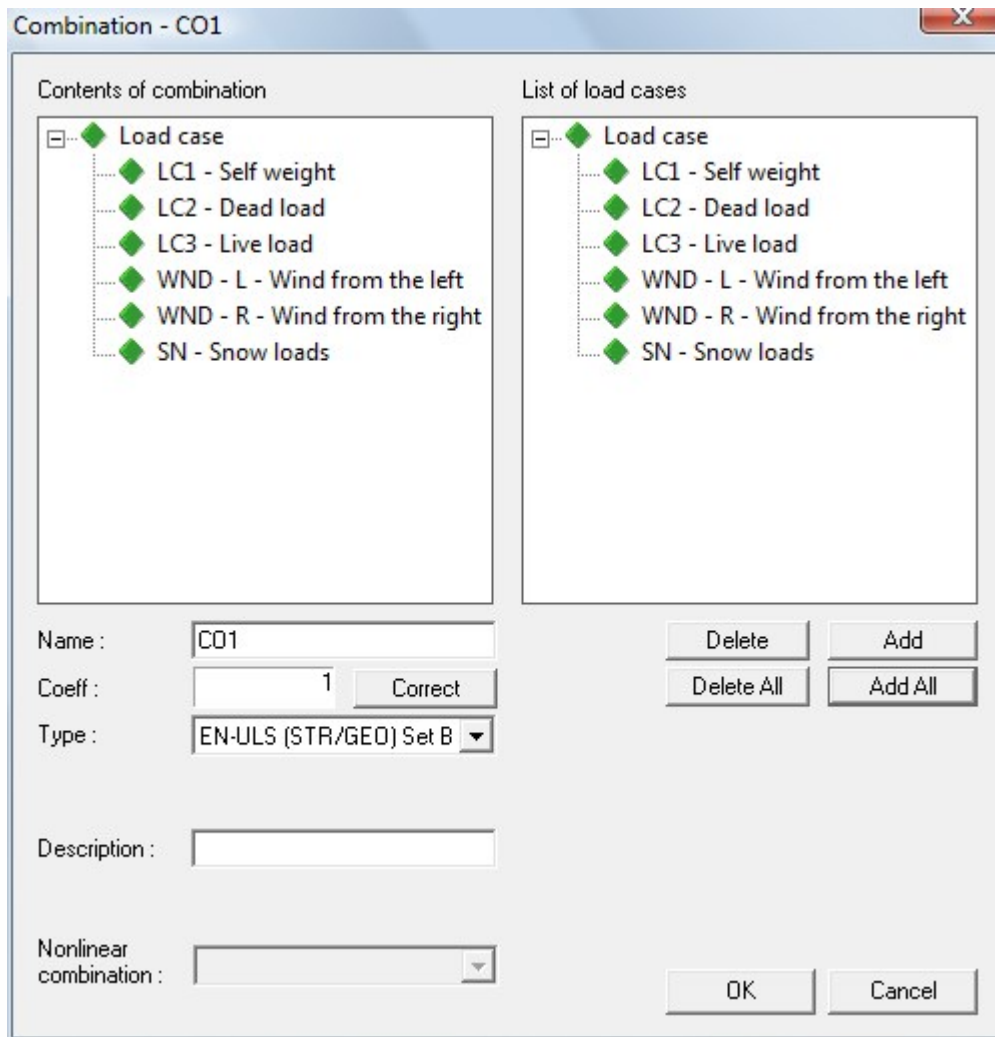 Combination - CO1
X
Contents of combination
Load case
LC1 - Self weight
LC2 - Dead load
LC3 - Live load
WND - L - Wind from the left
WND - R - Wind from the right
SN - Snow loads
List of load cases
Load case
LC1 - Self weight
LC2 - Dead load
LC3 - Live load
WND - L - Wind from the left
WND - R - Wind from the right
SN - Snow loads
Name : CO1
Delete Add
Coeff : 1 Correct
Delete All Add All
Type : EN-ULS (STR/GEO) Set B
Description :
Nonlinear
combination :
OK Cancel